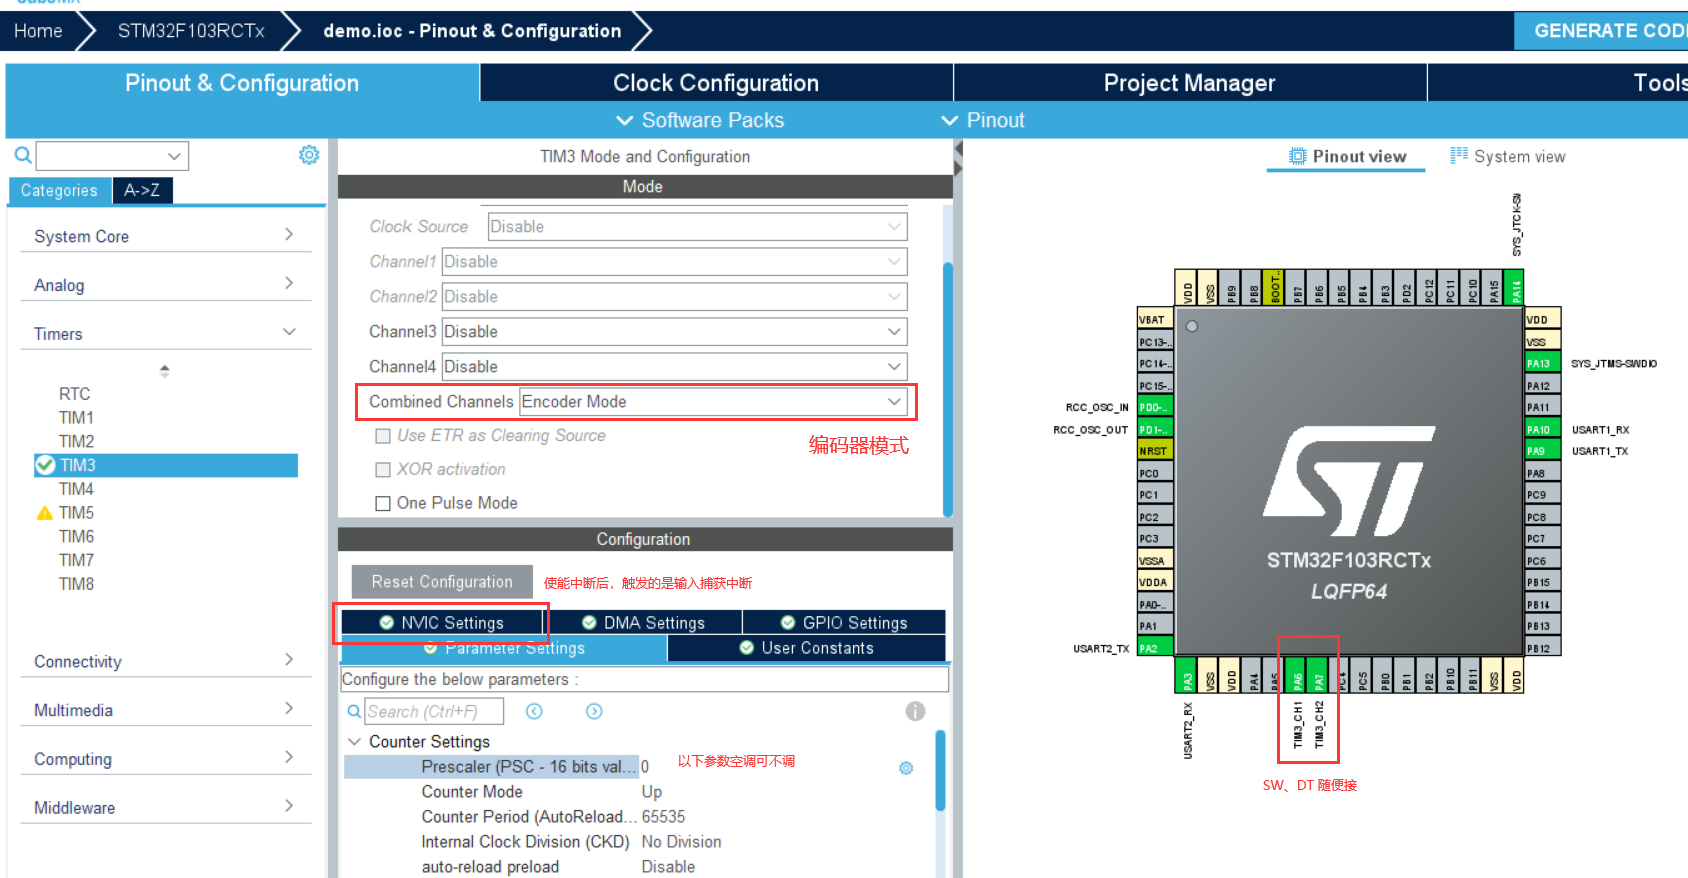 CubeMX
Home
STM32F103RCTx
demo.ioc - Pinout & Configuration
GENERATE COD
Pinout & Configuration
Clock Configuration
Project Manager
Tools
Software Packs
Pinout
Categories
A->Z
System Core
Analog
Timers
RTC
TIM1
TIM2
TIM3
TIM4
TIM5
TIM6
TIM7
TIM8
Connectivity
Multimedia
Computing
Middleware
TIM3 Mode and Configuration
Mode
Clock Source Disable
Channel1 Disable
Channel2 Disable
Channel3 Disable
Channel4 Disable
Combined Channels Encoder Mode
Use ETR as Clearing Source
编码器模式
XOR activation
One Pulse Mode
Configuration
Reset Configuration
使能中断后，触发的是输入捕获中断
NVIC Settings
DMA Settings
GPIO Settings
Parameter Settings
User Constants
Configure the below parameters :
Search (Ctrl+F)
Counter Settings
Prescaler (PSC - 16 bits val... 0
以下参数空调可不调
Counter Mode Up
Counter Period (AutoReload... 65535
Internal Clock Division (CKD) No Division
auto-reload preload Disable
Pinout view
System view
SYS_JTCK-SW
VDD
VSS
PB9
PB8
BOOT..
PB7
PB6
PB5
PB4
PB3
PD2
PC12
PC11
PC10
PA15
PA14
VBAT
PC13-..
PC14-..
PC15-..
RCC_OSC_IN PD0-..
RCC_OSC_OUT PD1-..
NRST
PC0
PC1
PC2
PC3
VSSA
VDDA
PA0-..
PA1
USART2_TX PA2
VDD
VSS
PA13 SYS_JTMS-SWDIO
PA12
PA11
PA10 USART1_RX
PA9 USART1_TX
PA8
PC9
PC8
PC7
PC6
PB15
PB14
PB13
PB12
STM32F103RCTx
LQFP64
PA3
VSS
VDD
PA4
PA5
PA6
PA7
PC4
PC5
PB0
PB1
PB2
PB10
PB11
VSS
VDD
USART2_RX
TIM3_CH1
TIM3_CH2
SW、DT 随便接